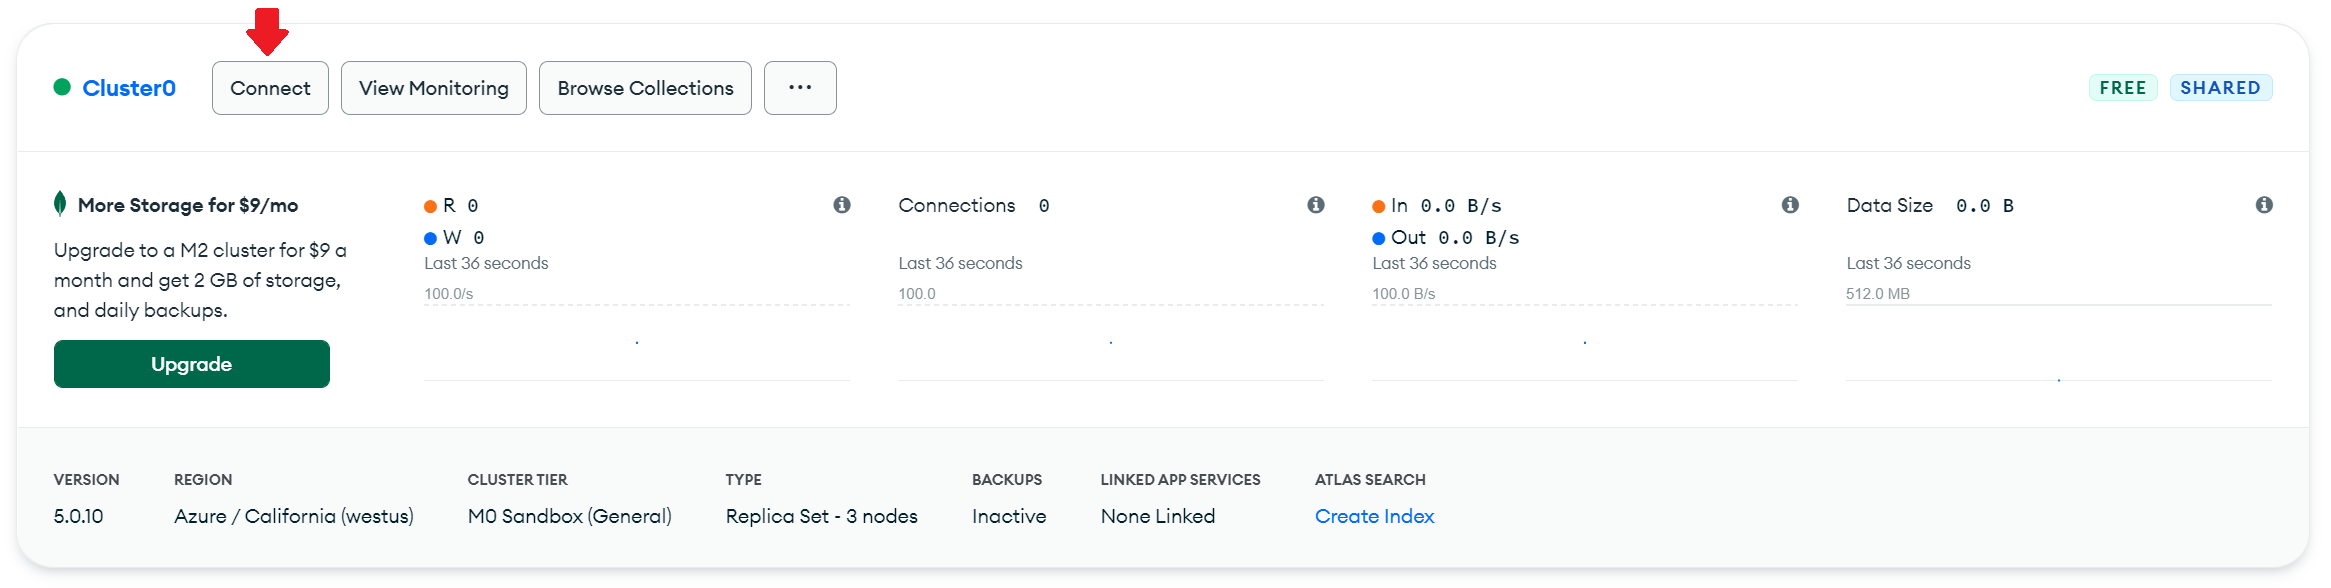 Cluster0 Connect View Monitoring Browse Collections ... FREE SHARED
More Storage for $9/mo
Upgrade to a M2 cluster for $9 a
month and get 2 GB of storage,
and daily backups.
Upgrade
R 0
W 0
Last 36 seconds
100.0/s
Connections 0
Last 36 seconds
100.0
In 0.0 B/s
Out 0.0 B/s
Last 36 seconds
100.0 B/s
Data Size 0.0 B
Last 36 seconds
512.0 MB
VERSION REGION CLUSTER TIER TYPE BACKUPS LINKED APP SERVICES ATLAS SEARCH
5.0.10 Azure / California (westus) M0 Sandbox (General) Replica Set - 3 nodes Inactive None Linked Create Index